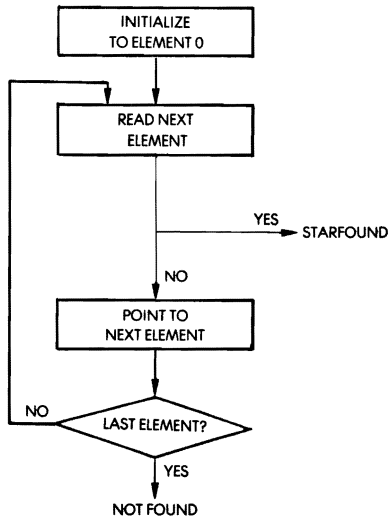 INITIALIZE
TO ELEMENT 0
READ NEXT
ELEMENT
YES
STARFOUND
NO
POINT TO
NEXT ELEMENT
NO
LAST ELEMENT?
YES
NOT FOUND